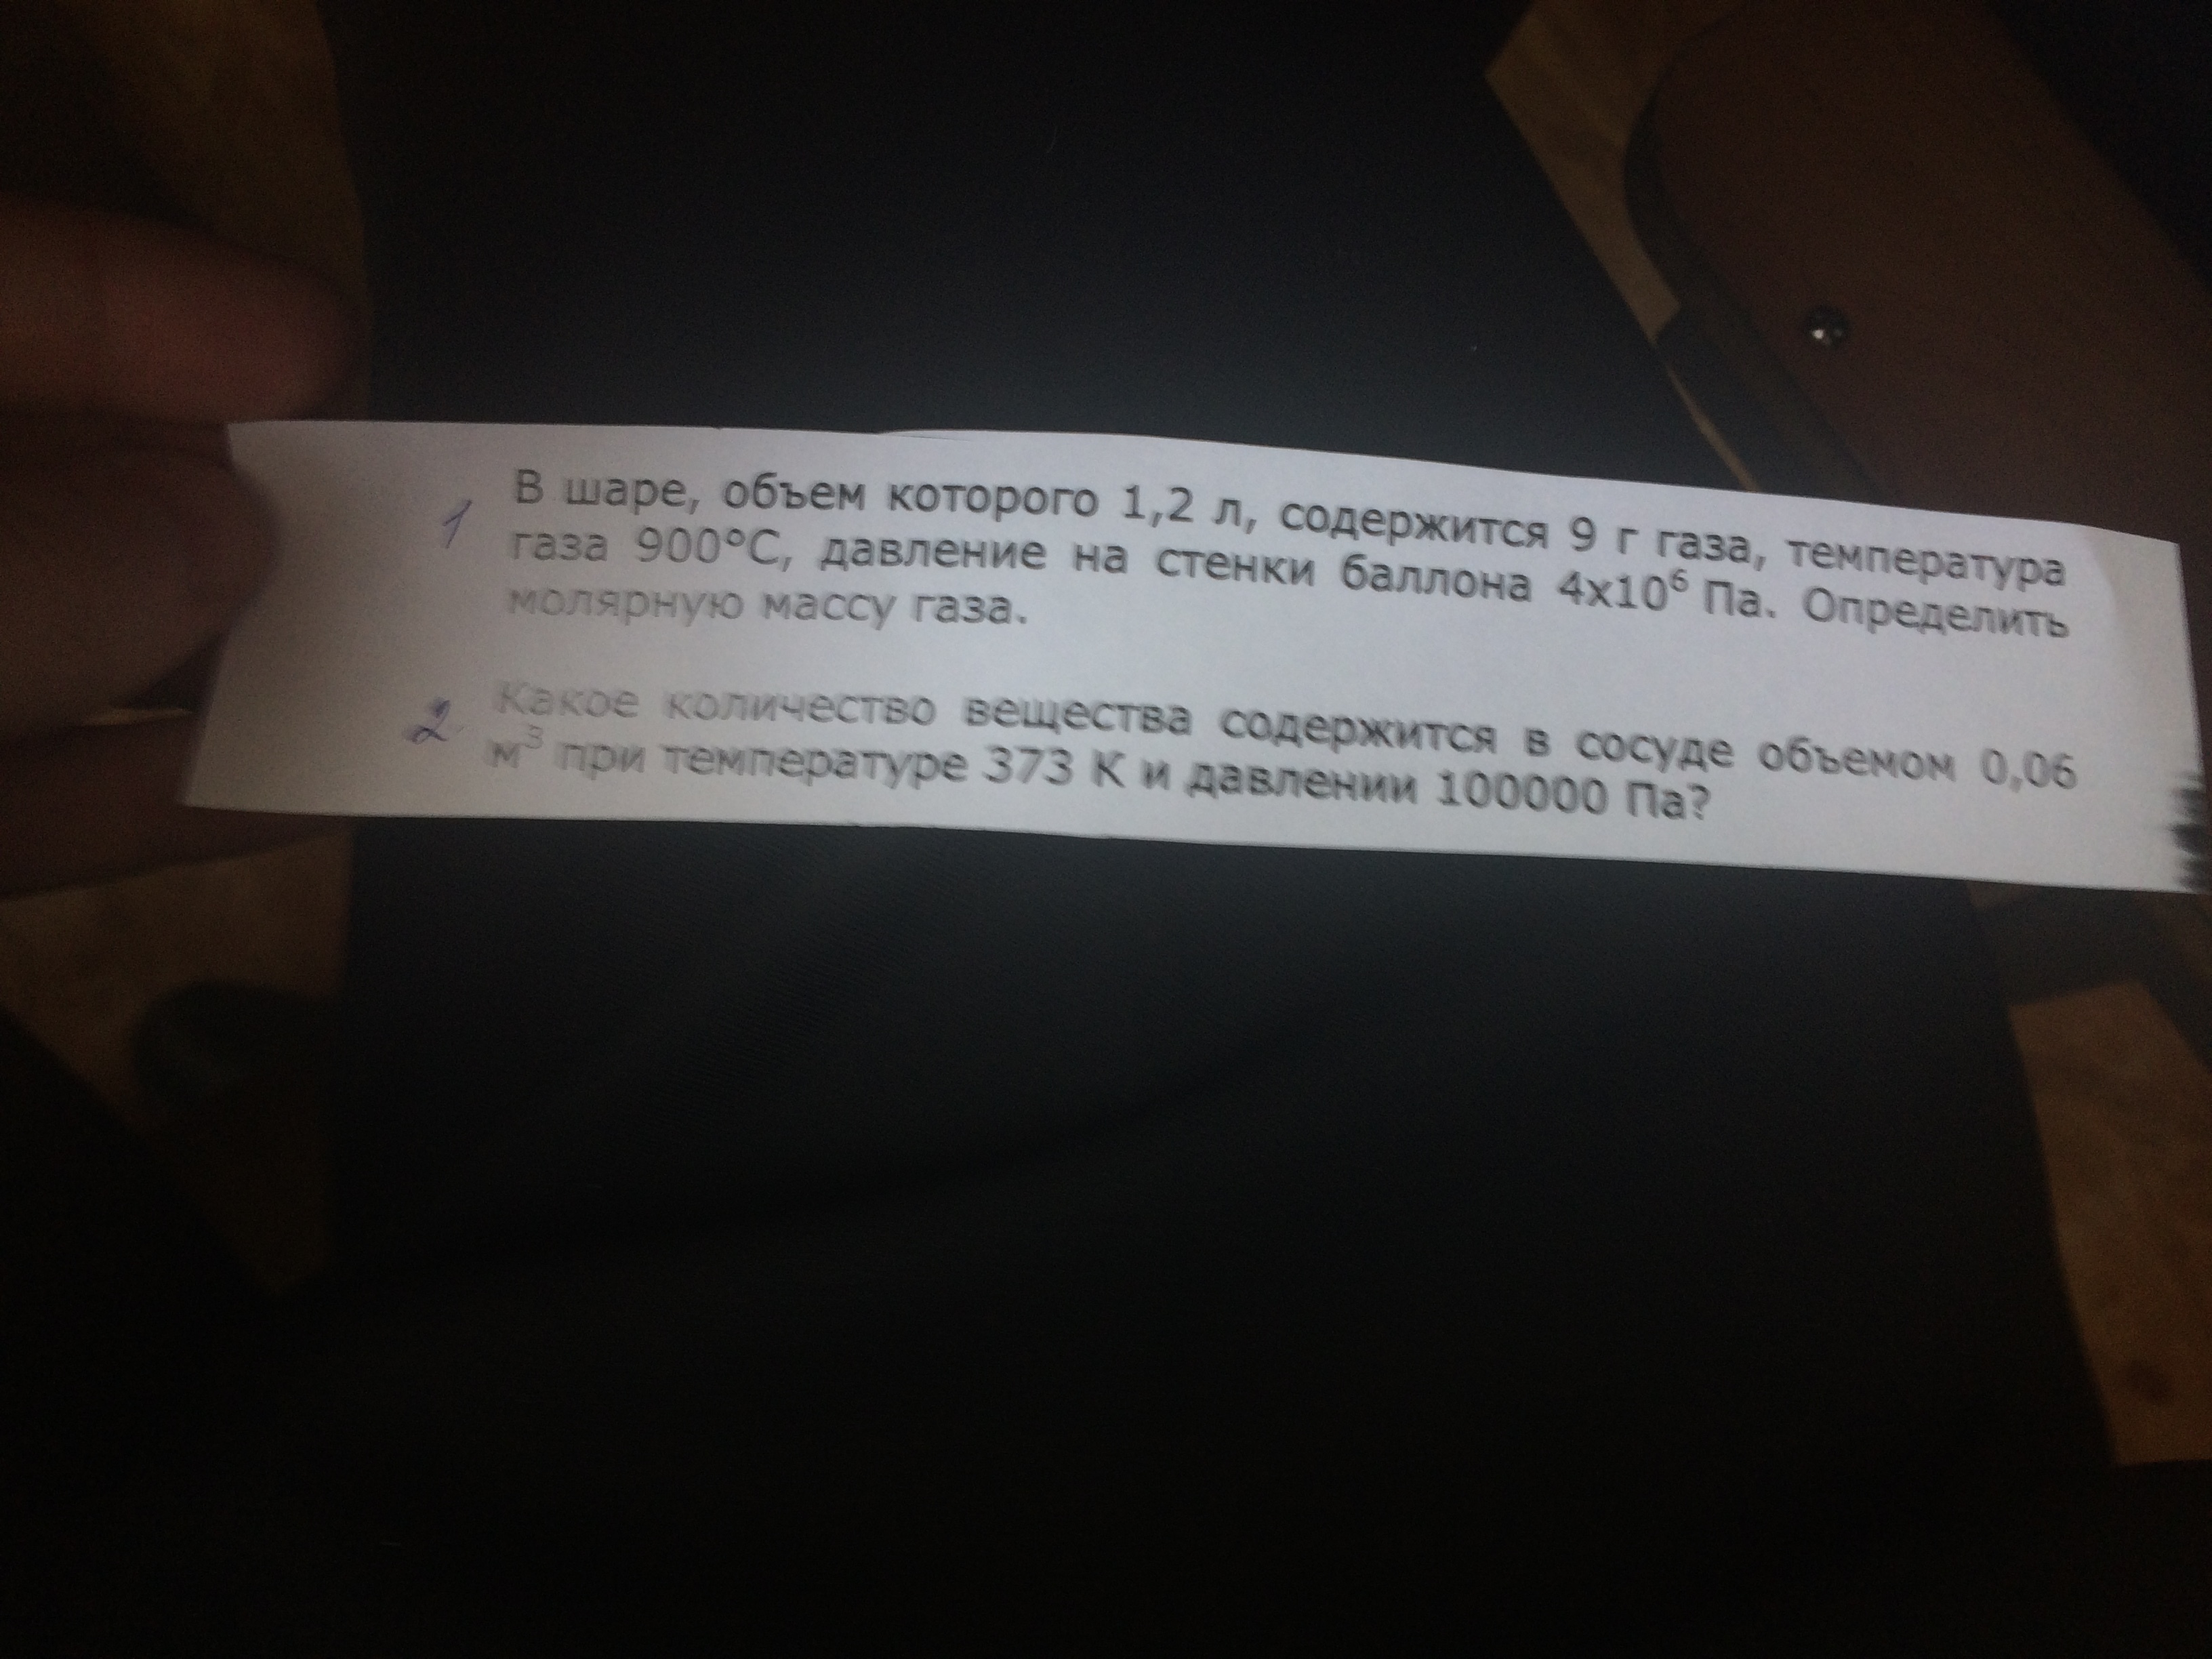 1 В шаре, объем которого 1,2 л, содержится 9 г газа, температура
газа 900°С, давление на стенки баллона 4х10⁶ Па. Определить
молярную массу газа.
2 Какое количество вещества содержится в сосуде объемом 0,06
м³ при температуре 373 К и давлении 100000 Па?